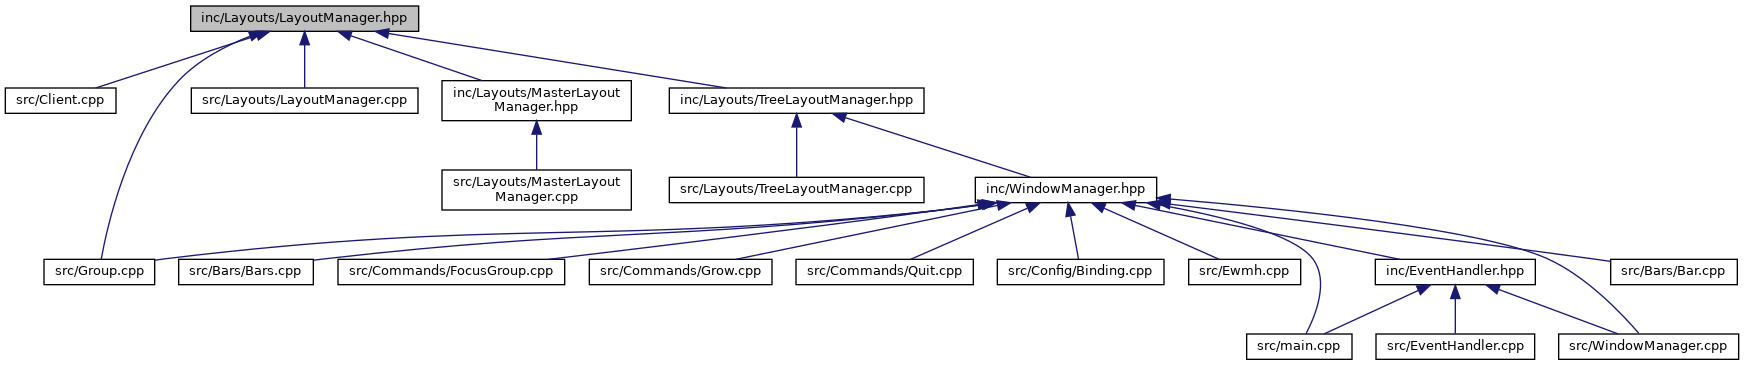 inc/Layouts/LayoutManager.hpp
src/Client.cpp
src/Layouts/LayoutManager.cpp
inc/Layouts/MasterLayout
Manager.hpp
inc/Layouts/TreeLayoutManager.hpp
src/Layouts/MasterLayout
Manager.cpp
src/Layouts/TreeLayoutManager.cpp
inc/WindowManager.hpp
src/Group.cpp
src/Bars/Bars.cpp
src/Commands/FocusGroup.cpp
src/Commands/Grow.cpp
src/Commands/Quit.cpp
src/Config/Binding.cpp
src/Ewmh.cpp
inc/EventHandler.hpp
src/Bars/Bar.cpp
src/main.cpp
src/EventHandler.cpp
src/WindowManager.cpp